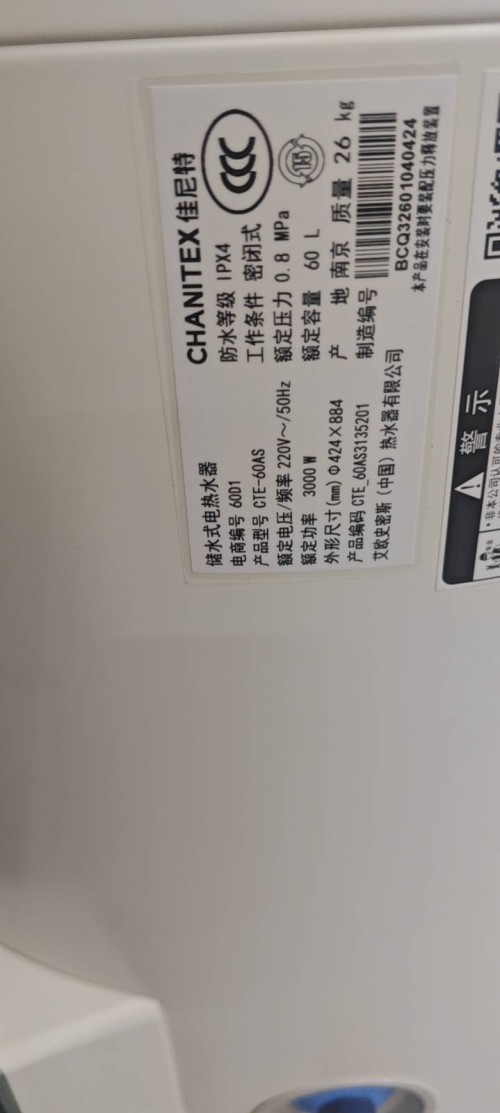 储水式电热水器 CHANITEX 佳尼特
电商编号 60D1 防水等级 IPX4
产品型号 CTE-60AS 工作条件 密闭式
额定电压/频率 220V～/50Hz 额定压力 0.8 MPa
额定功率 3000 W 额定容量 60 L
外形尺寸(mm) Φ424×884 产 地 南京 质量 26 kg
产品编码 CTE_60AS3135201 制造编号
艾欧史密斯（中国）热水器有限公司 BCQ32601040424
本产品在安装时要装配压力释放装置
CCC
15
警 示